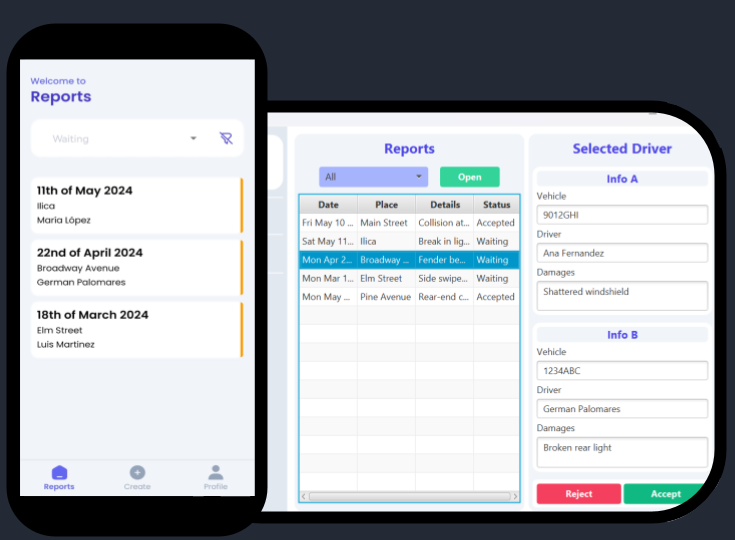 Welcome to
Reports
Waiting
11th of May 2024
Ilica
Maria López
22nd of April 2024
Broadway Avenue
German Palomares
18th of March 2024
Elm Street
Luis Martinez
Reports
Create
Profile
Reports
All
Open
Date Place Details Status
Fri May 10 ... Main Street Collision at... Accepted
Sat May 11... Ilica Break in lig... Waiting
Mon Apr 2... Broadway ... Fender be... Waiting
Mon Mar 1... Elm Street Side swipe... Waiting
Mon May ... Pine Avenue Rear-end c... Accepted
Selected Driver
Info A
Vehicle
9012GHI
Driver
Ana Fernandez
Damages
Shattered windshield
Info B
Vehicle
1234ABC
Driver
German Palomares
Damages
Broken rear light
Reject
Accept